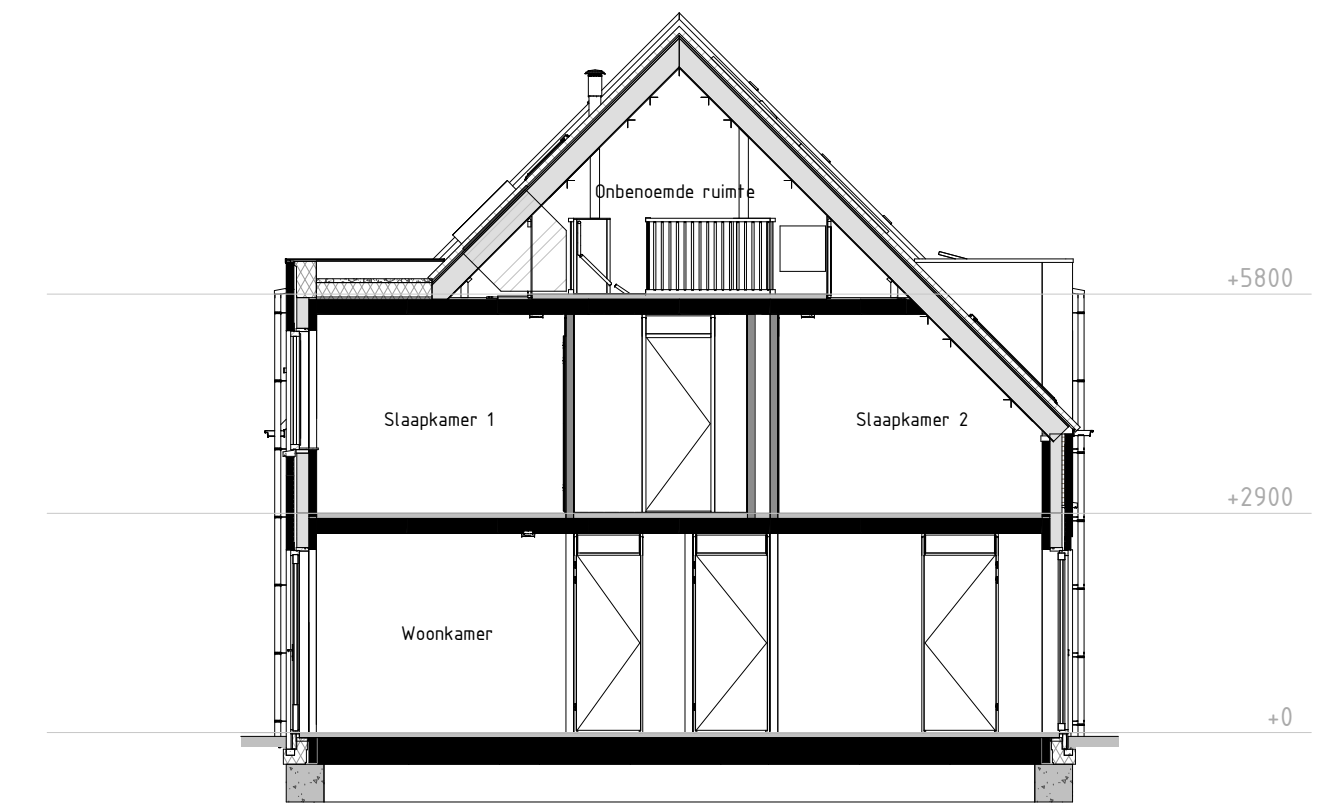 Onbenoemde ruimte
+5800
Slaapkamer 1
Slaapkamer 2
+2900
Woonkamer
+0